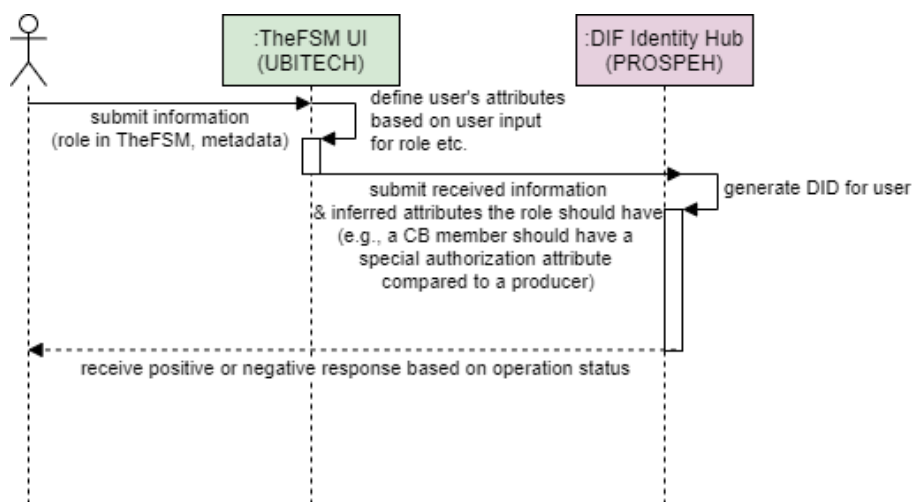 :TheFSM UI
(UBITECH)
:DIF Identity Hub
(PROSPEH)
submit information
(role in TheFSM, metadata)
define user's attributes
based on user input
for role etc.
submit received information
& inferred attributes the role should have
(e.g., a CB member should have a
special authorization attribute
compared to a producer)
generate DID for user
receive positive or negative response based on operation status